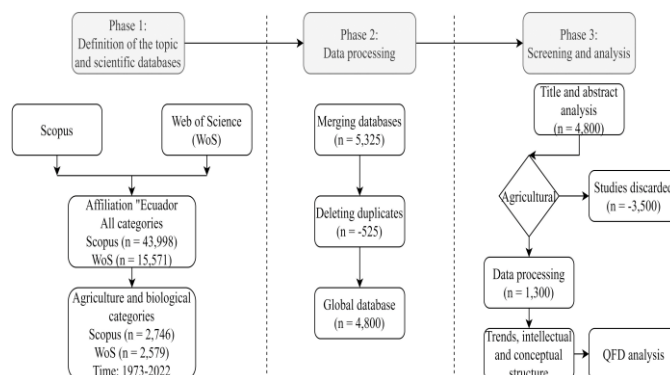 Phase 1:
Definition of the topic
and scientific databases
Scopus
Web of Science
(WoS)
Affiliation "Ecuador
All categories
Scopus (n = 43,998)
WoS (n = 15,571)
Agriculture and biological
categories
Scopus (n = 2,746)
WoS (n = 2,579)
Time: 1973-2022
Phase 2:
Data processing
Merging databases
(n = 5,325)
Deleting duplicates
(n = -525)
Global database
(n = 4,800)
Phase 3:
Screening and analysis
Title and abstract
analysis
(n = 4,800)
Agricultural
Studies discarded
(n = -3,500)
Data processing
(n = 1,300)
Trends, intellectual
and conceptual
structure
QFD analysis